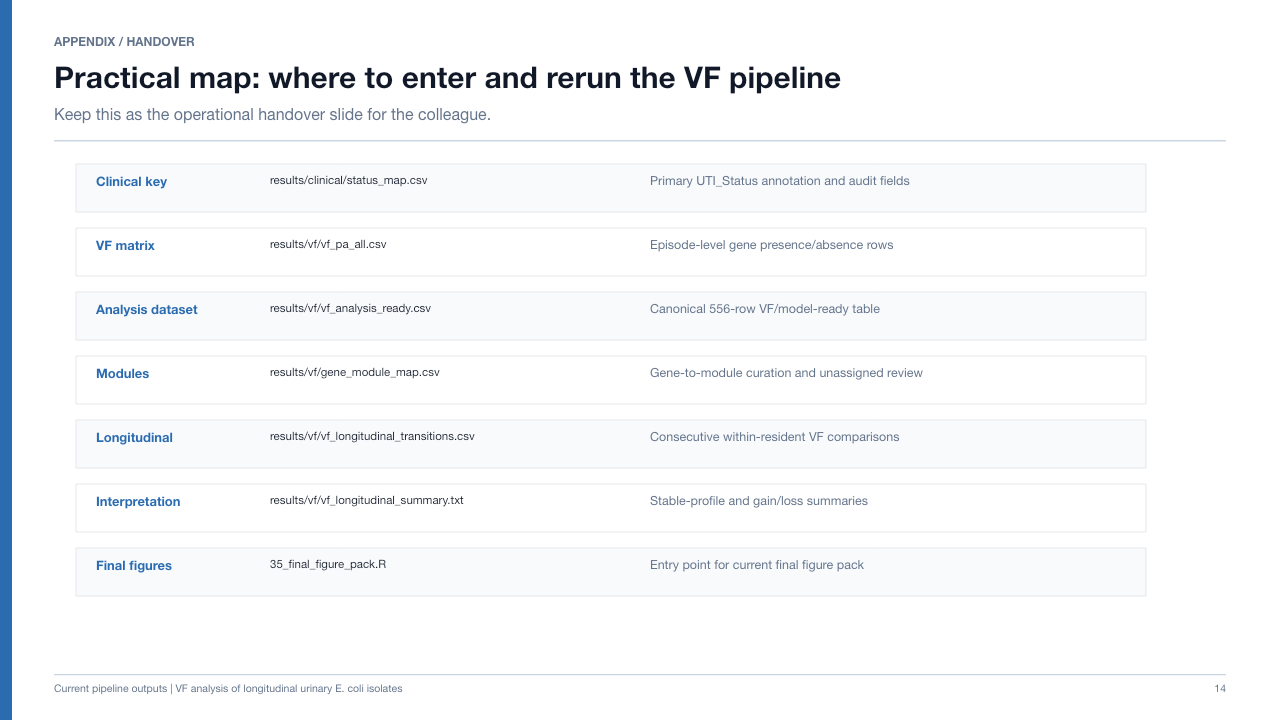 APPENDIX / HANDOVER
Practical map: where to enter and rerun the VF pipeline
Keep this as the operational handover slide for the colleague.
Clinical key results/clinical/status_map.csv Primary UTI_Status annotation and audit fields
VF matrix results/vf/vf_pa_all.csv Episode-level gene presence/absence rows
Analysis dataset results/vf/vf_analysis_ready.csv Canonical 556-row VF/model-ready table
Modules results/vf/gene_module_map.csv Gene-to-module curation and unassigned review
Longitudinal results/vf/vf_longitudinal_transitions.csv Consecutive within-resident VF comparisons
Interpretation results/vf/vf_longitudinal_summary.txt Stable-profile and gain/loss summaries
Final figures 35_final_figure_pack.R Entry point for current final figure pack
Current pipeline outputs | VF analysis of longitudinal urinary E. coli isolates 14